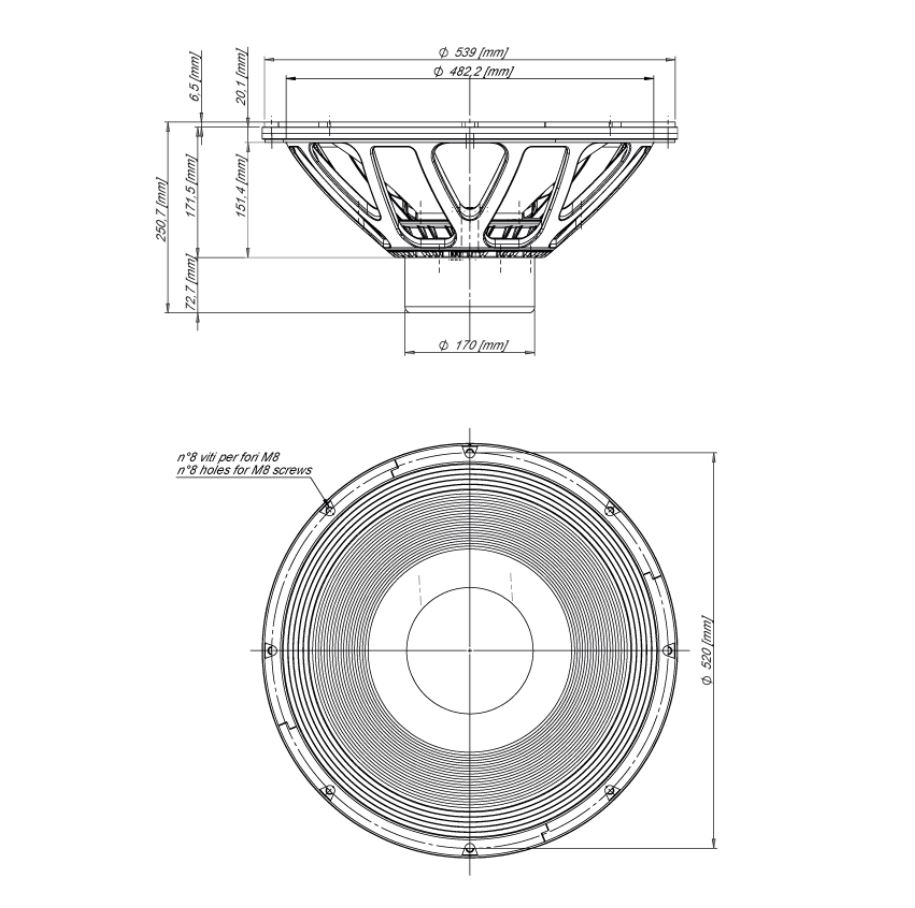 Φ 539 [mm]
Φ 482,2 [mm]
6,5 [mm]
20,1 [mm]
250,7 [mm]
171,5 [mm]
151,4 [mm]
72,7 [mm]
Φ 170 [mm]
n°8 viti per fori M8
n°8 holes for M8 screws
Φ 520 [mm]